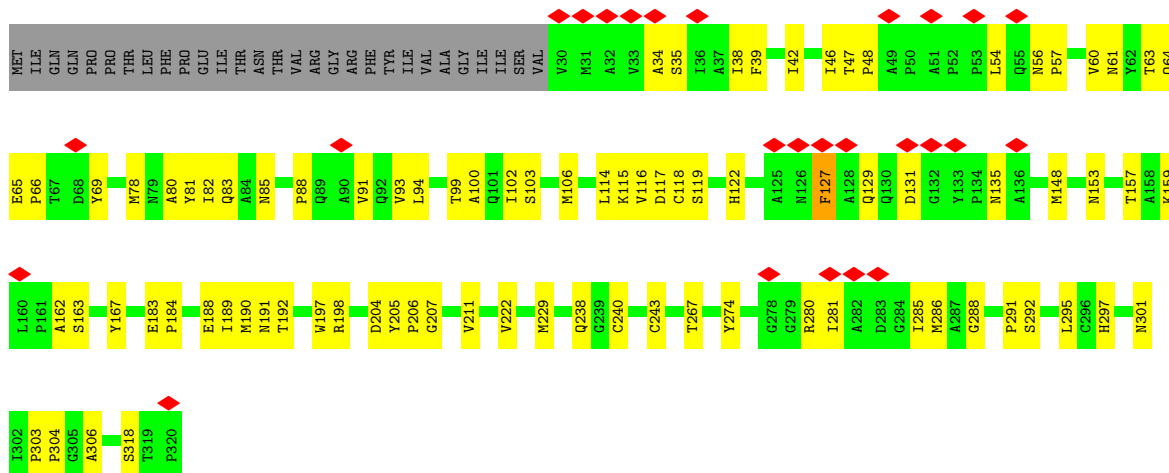 MET ILE GLN GLN PRO PRO THR LEU PHE PRO GLU ILE THR ASN THR VAL ARG GLY ARG PHE TYR ILE VAL ALA GLY ILE ILE SER VAL V30 M31 A32 V33 A34 S35 I36 A37 I38 F39 I42 I46 T47 P48 A49 P50 A51 P52 P53 L54 Q55 N56 P57 V60 N61 Y62 T63
E65 P66 T67 D68 Y69 M78 N79 A80 Y81 I82 Q83 A84 N85 P88 Q89 A90 V91 Q92 V93 L94 T99 A100 Q101 I102 S103 M106 L114 K115 V116 D117 C118 S119 H122 A125 N126 F127 A128 Q129 Q130 D131 G132 Y133 P134 N135 A136 M148 N153 T157 A158 K159
L160 P161 A162 S163 Y167 E183 P184 E188 I189 M190 N191 T192 W197 R198 D204 Y205 P206 G207 V211 V222 M229 Q238 G239 C240 C243 T267 Y274 G278 G279 R280 I281 A282 D283 G284 I285 M286 A287 G288 P291 S292 L295 C296 H297 N301
I302 P303 P304 G305 A306 S318 T319 P320